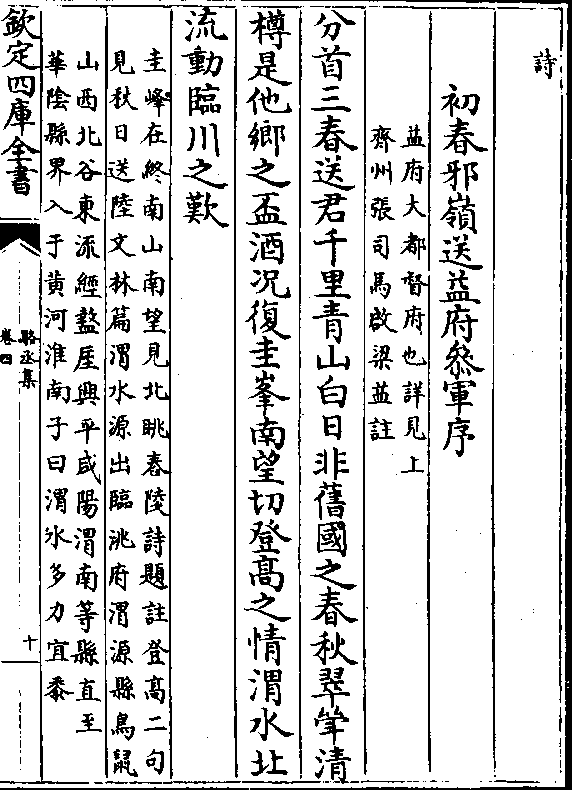 詩
初春邪嶺送益府叅軍序
益府大都督府也詳見上
齊州張司馬啟梁益註
分首三春送君千里青山白日非舊國之春秋翠斝清
樽是他鄉之盃酒况復圭峯南望切登高之情渭水北
流動臨川之歎
圭峰在終南山南望見北眺舂陵詩題註登高二句
見秋日送陸文林篇渭水源出臨洮府渭源縣鳥鼠
山西北谷東流經盩厔興平咸陽渭南等縣直至
華陰縣界入于黄河淮南子曰渭水多力宜黍
欽定四庫全書
駱丞集
卷四
十